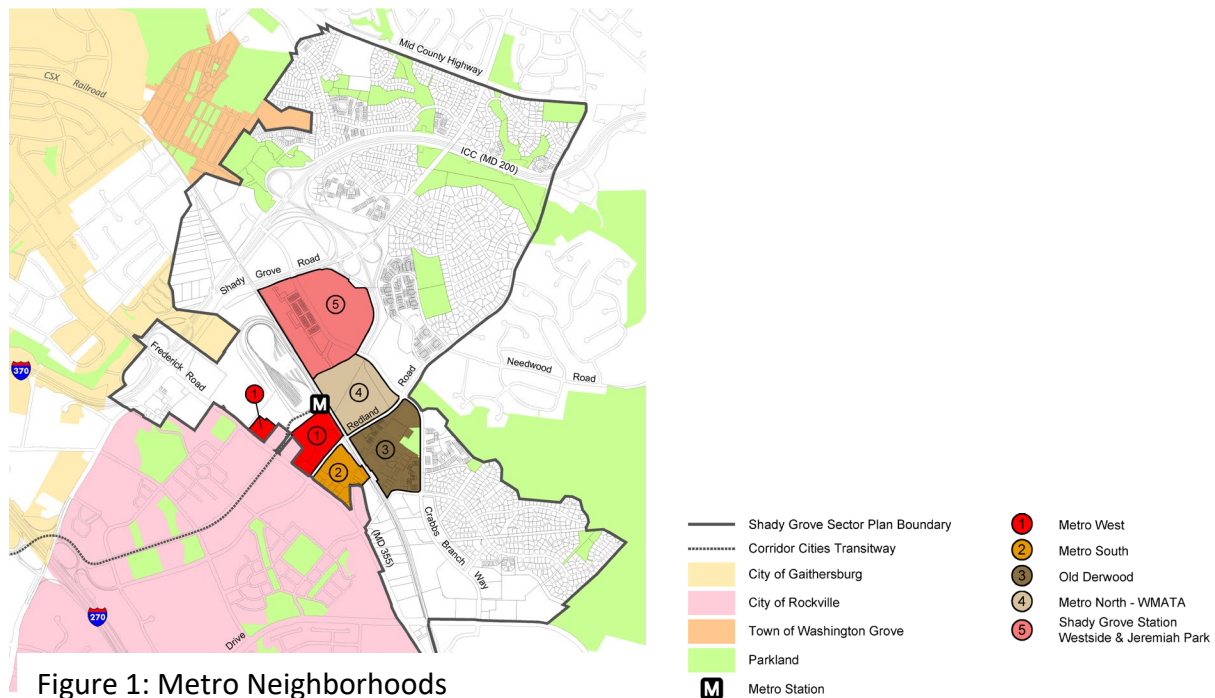 Mid County Highway
CSX Railroad
ICC (MD 200)
Shady Grove Road
5
Frederick Road
370
Needwood Road
Road
4
1
M
Redland
1
3
2
Crabbs Branch Way
(MD 355)
270
Drive
Figure 1: Metro Neighborhoods
Shady Grove Sector Plan Boundary
Corridor Cities Transitway
City of Gaithersburg
City of Rockville
Town of Washington Grove
Parkland
M Metro Station
1 Metro West
2 Metro South
3 Old Derwood
4 Metro North - WMATA
5 Shady Grove Station
Westside & Jeremiah Park